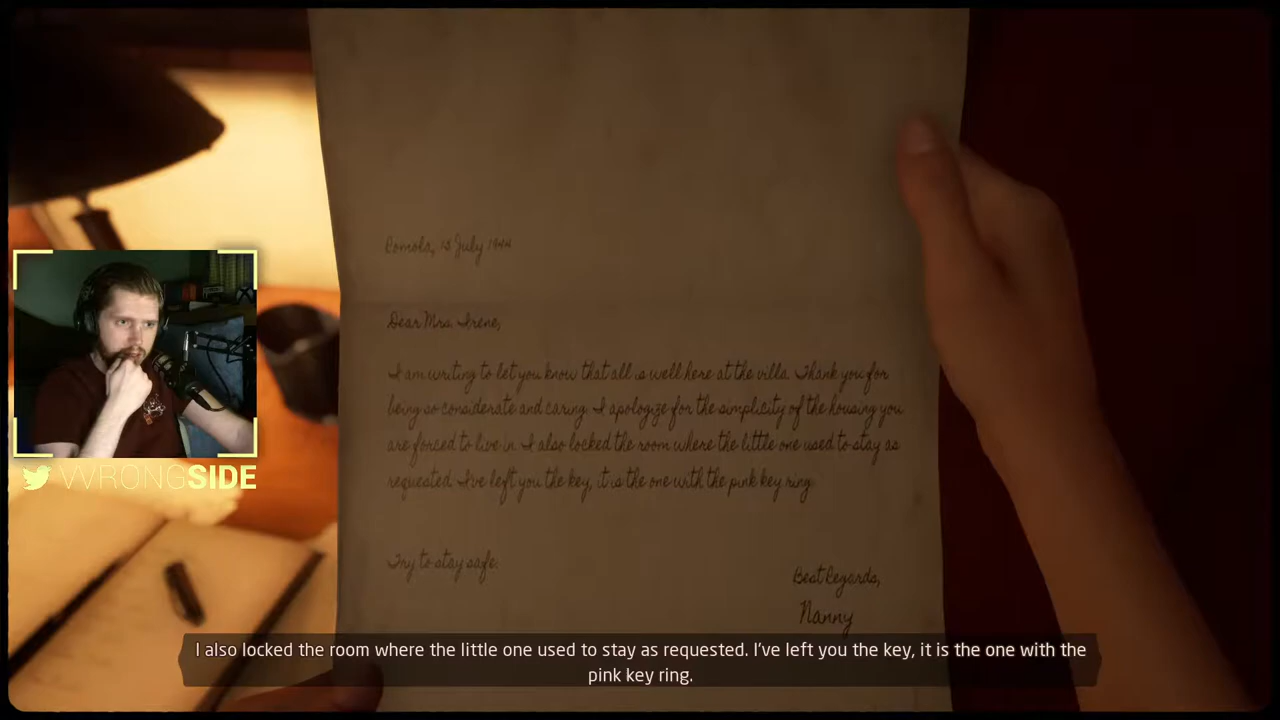 Romola, 15 July 1944
Dear Mrs. Irene,
I am writing to let you know that all is well here at the villa. Thank you for
being so considerate and caring. I apologize for the simplicity of the housing you
are forced to live in. I also locked the room where the little one used to stay as
requested. I've left you the key, it is the one with the pink key ring.
Try to stay safe.
Best Regards,
Nanny
VVRONGSIDE
I also locked the room where the little one used to stay as requested. I've left you the key, it is the one with the
pink key ring.